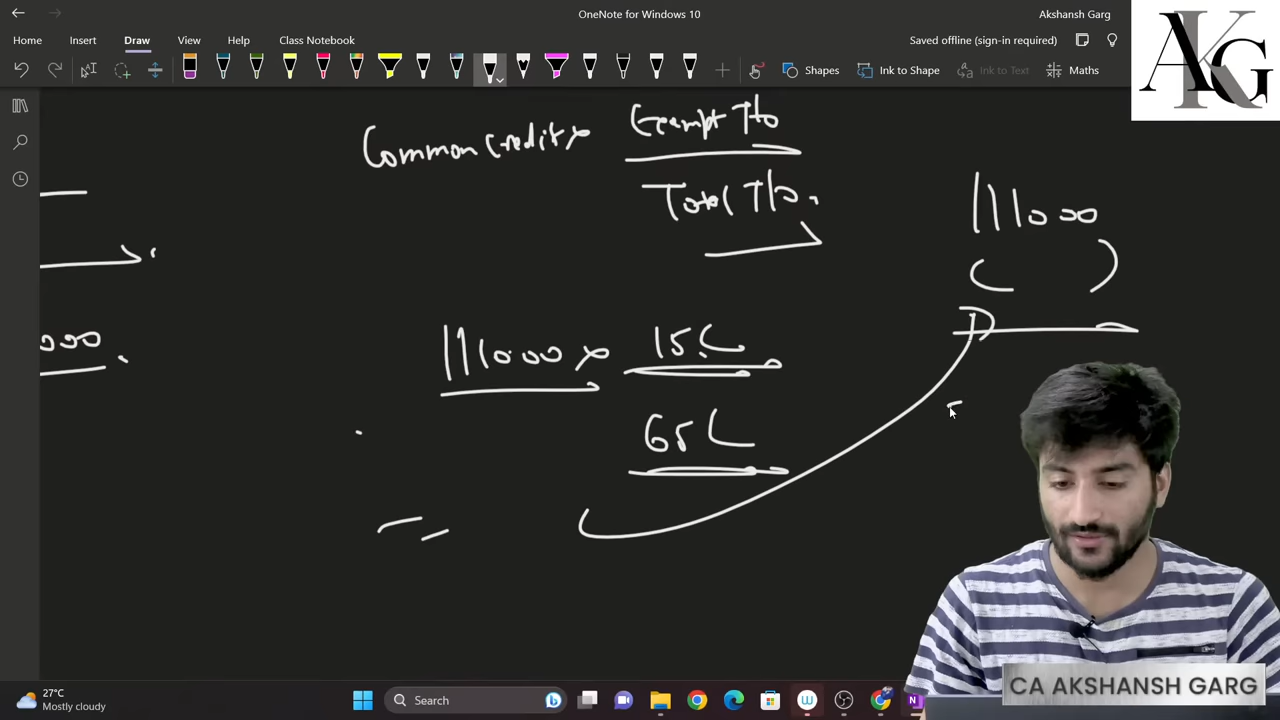 OneNote for Windows 10
Akshansh Garg
Home Insert Draw View Help Class Notebook
Saved offline (sign-in required)
Shapes Ink to Shape Ink to Text Maths
AKG
Common Credit × Exempt T/o
Total T/o.
111000
( )
000
111000 × 15L
65L
=
CA AKSHANSH GARG
27°C
Mostly cloudy
Search